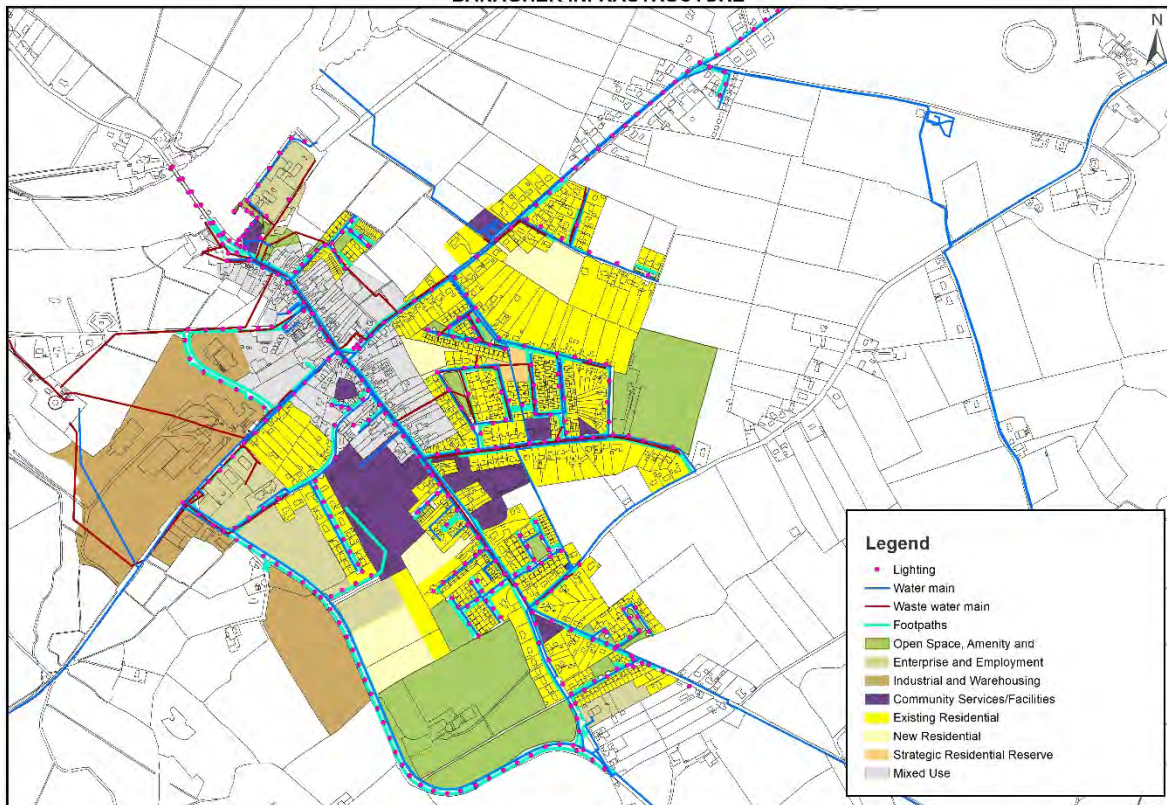 N
Legend
Lighting
Water main
Waste water main
Footpaths
Open Space, Amenity and
Enterprise and Employment
Industrial and Warehousing
Community Services/Facilities
Existing Residential
New Residential
Strategic Residential Reserve
Mixed Use